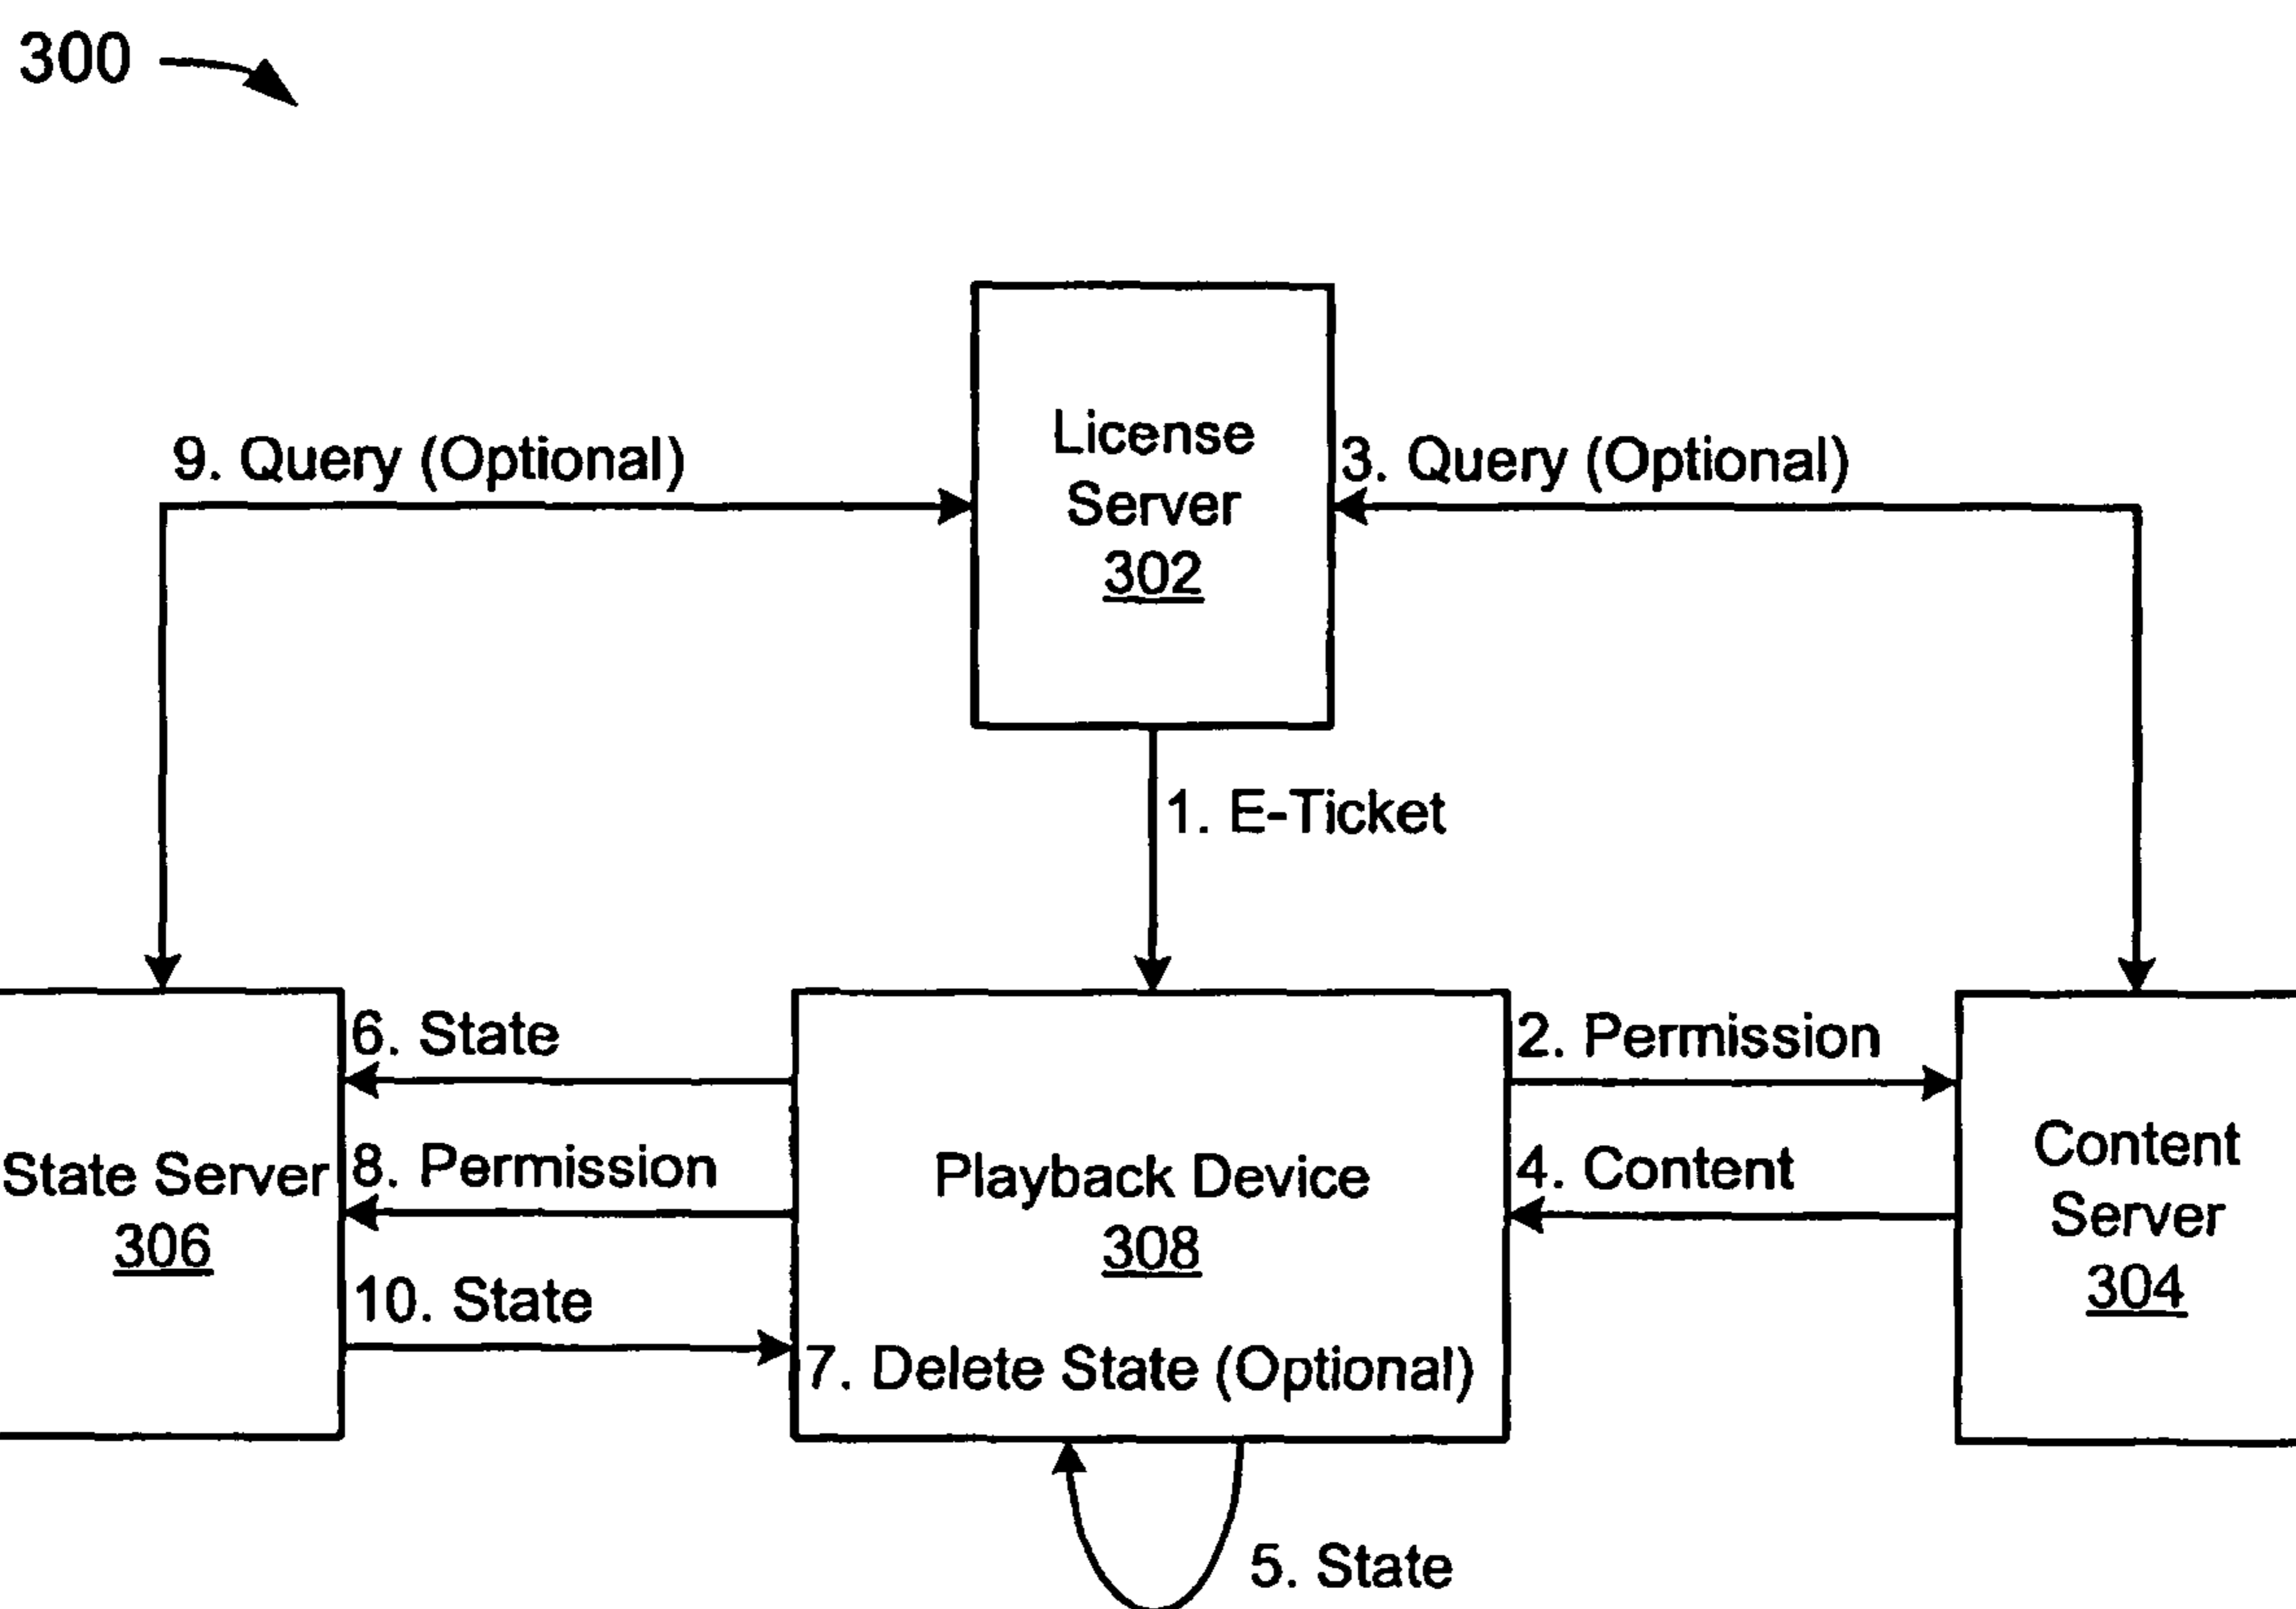 300
License
Server
302
9. Query (Optional)
3. Query (Optional)
1. E-Ticket
6. State
2. Permission
State Server
306
8. Permission
Playback Device
308
4. Content
Content
Server
304
10. State
7. Delete State (Optional)
5. State